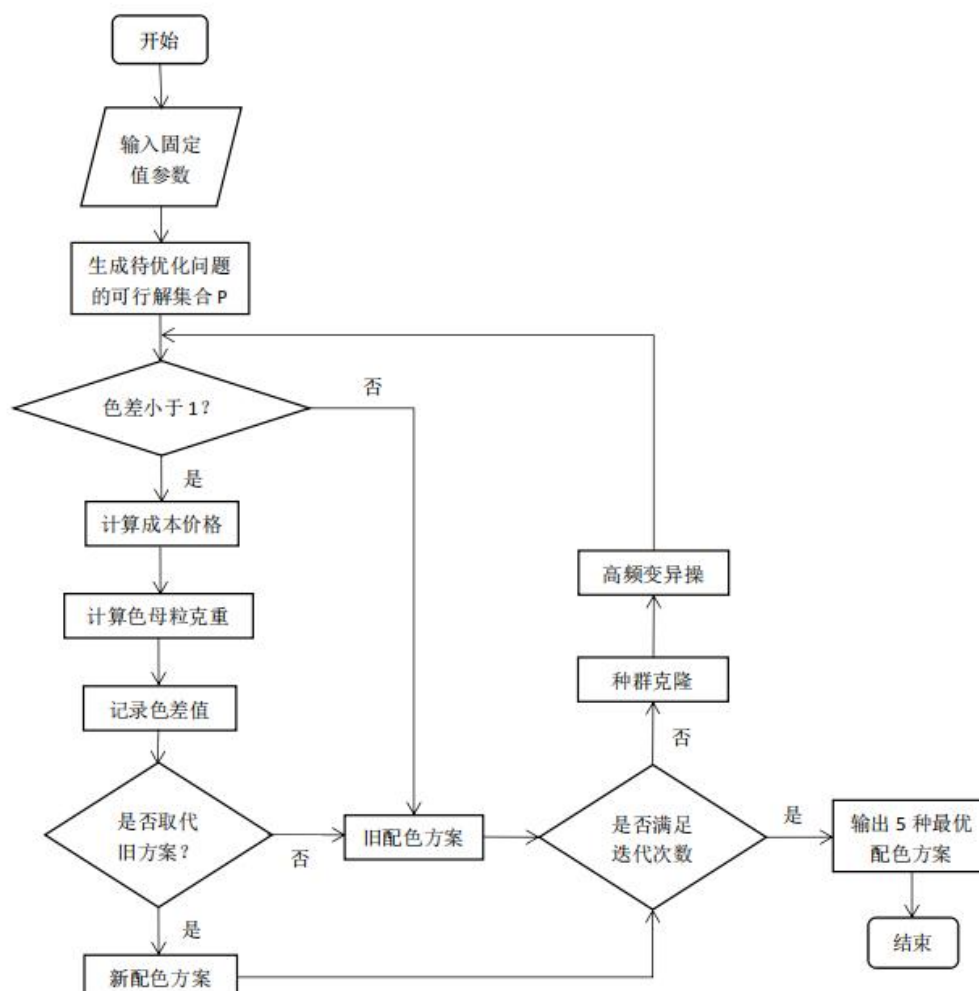 开始
输入固定
值参数
生成待优化问题
的可行解集合 P
色差小于 1？
否
是
计算成本价格
计算色母粒克重
记录色差值
是否取代
旧方案？
否
是
新配色方案
旧配色方案
高频变异操
种群克隆
否
是否满足
迭代次数
是
输出 5 种最优
配色方案
结束